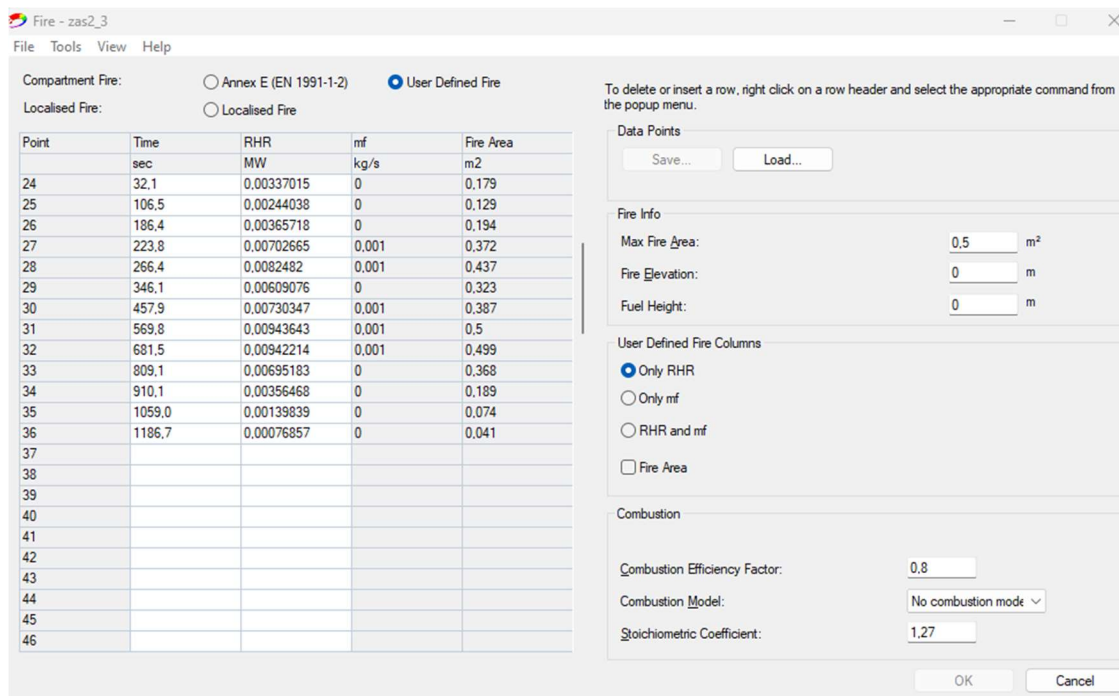 Fire - zas2_3
File Tools View Help
Compartment Fire: Annex E (EN 1991-1-2) User Defined Fire
Localised Fire: Localised Fire
To delete or insert a row, right click on a row header and select the appropriate command from
the popup menu.
Point Time RHR mf Fire Area
sec MW kg/s m2
24 32,1 0,00337015 0 0,179
25 106,5 0,00244038 0 0,129
26 186,4 0,00365718 0 0,194
27 223,8 0,00702665 0,001 0,372
28 266,4 0,0082482 0,001 0,437
29 346,1 0,00609076 0 0,323
30 457,9 0,00730347 0,001 0,387
31 569,8 0,00943643 0,001 0,5
32 681,5 0,00942214 0,001 0,499
33 809,1 0,00695183 0 0,368
34 910,1 0,00356468 0 0,189
35 1059,0 0,00139839 0 0,074
36 1186,7 0,00076857 0 0,041
37
38
39
40
41
42
43
44
45
46
Data Points
Save... Load...
Fire Info
Max Fire Area: 0,5 m²
Fire Elevation: 0 m
Fuel Height: 0 m
User Defined Fire Columns
Only RHR
Only mf
RHR and mf
Fire Area
Combustion
Combustion Efficiency Factor: 0,8
Combustion Model: No combustion mode
Stoichiometric Coefficient: 1,27
OK Cancel